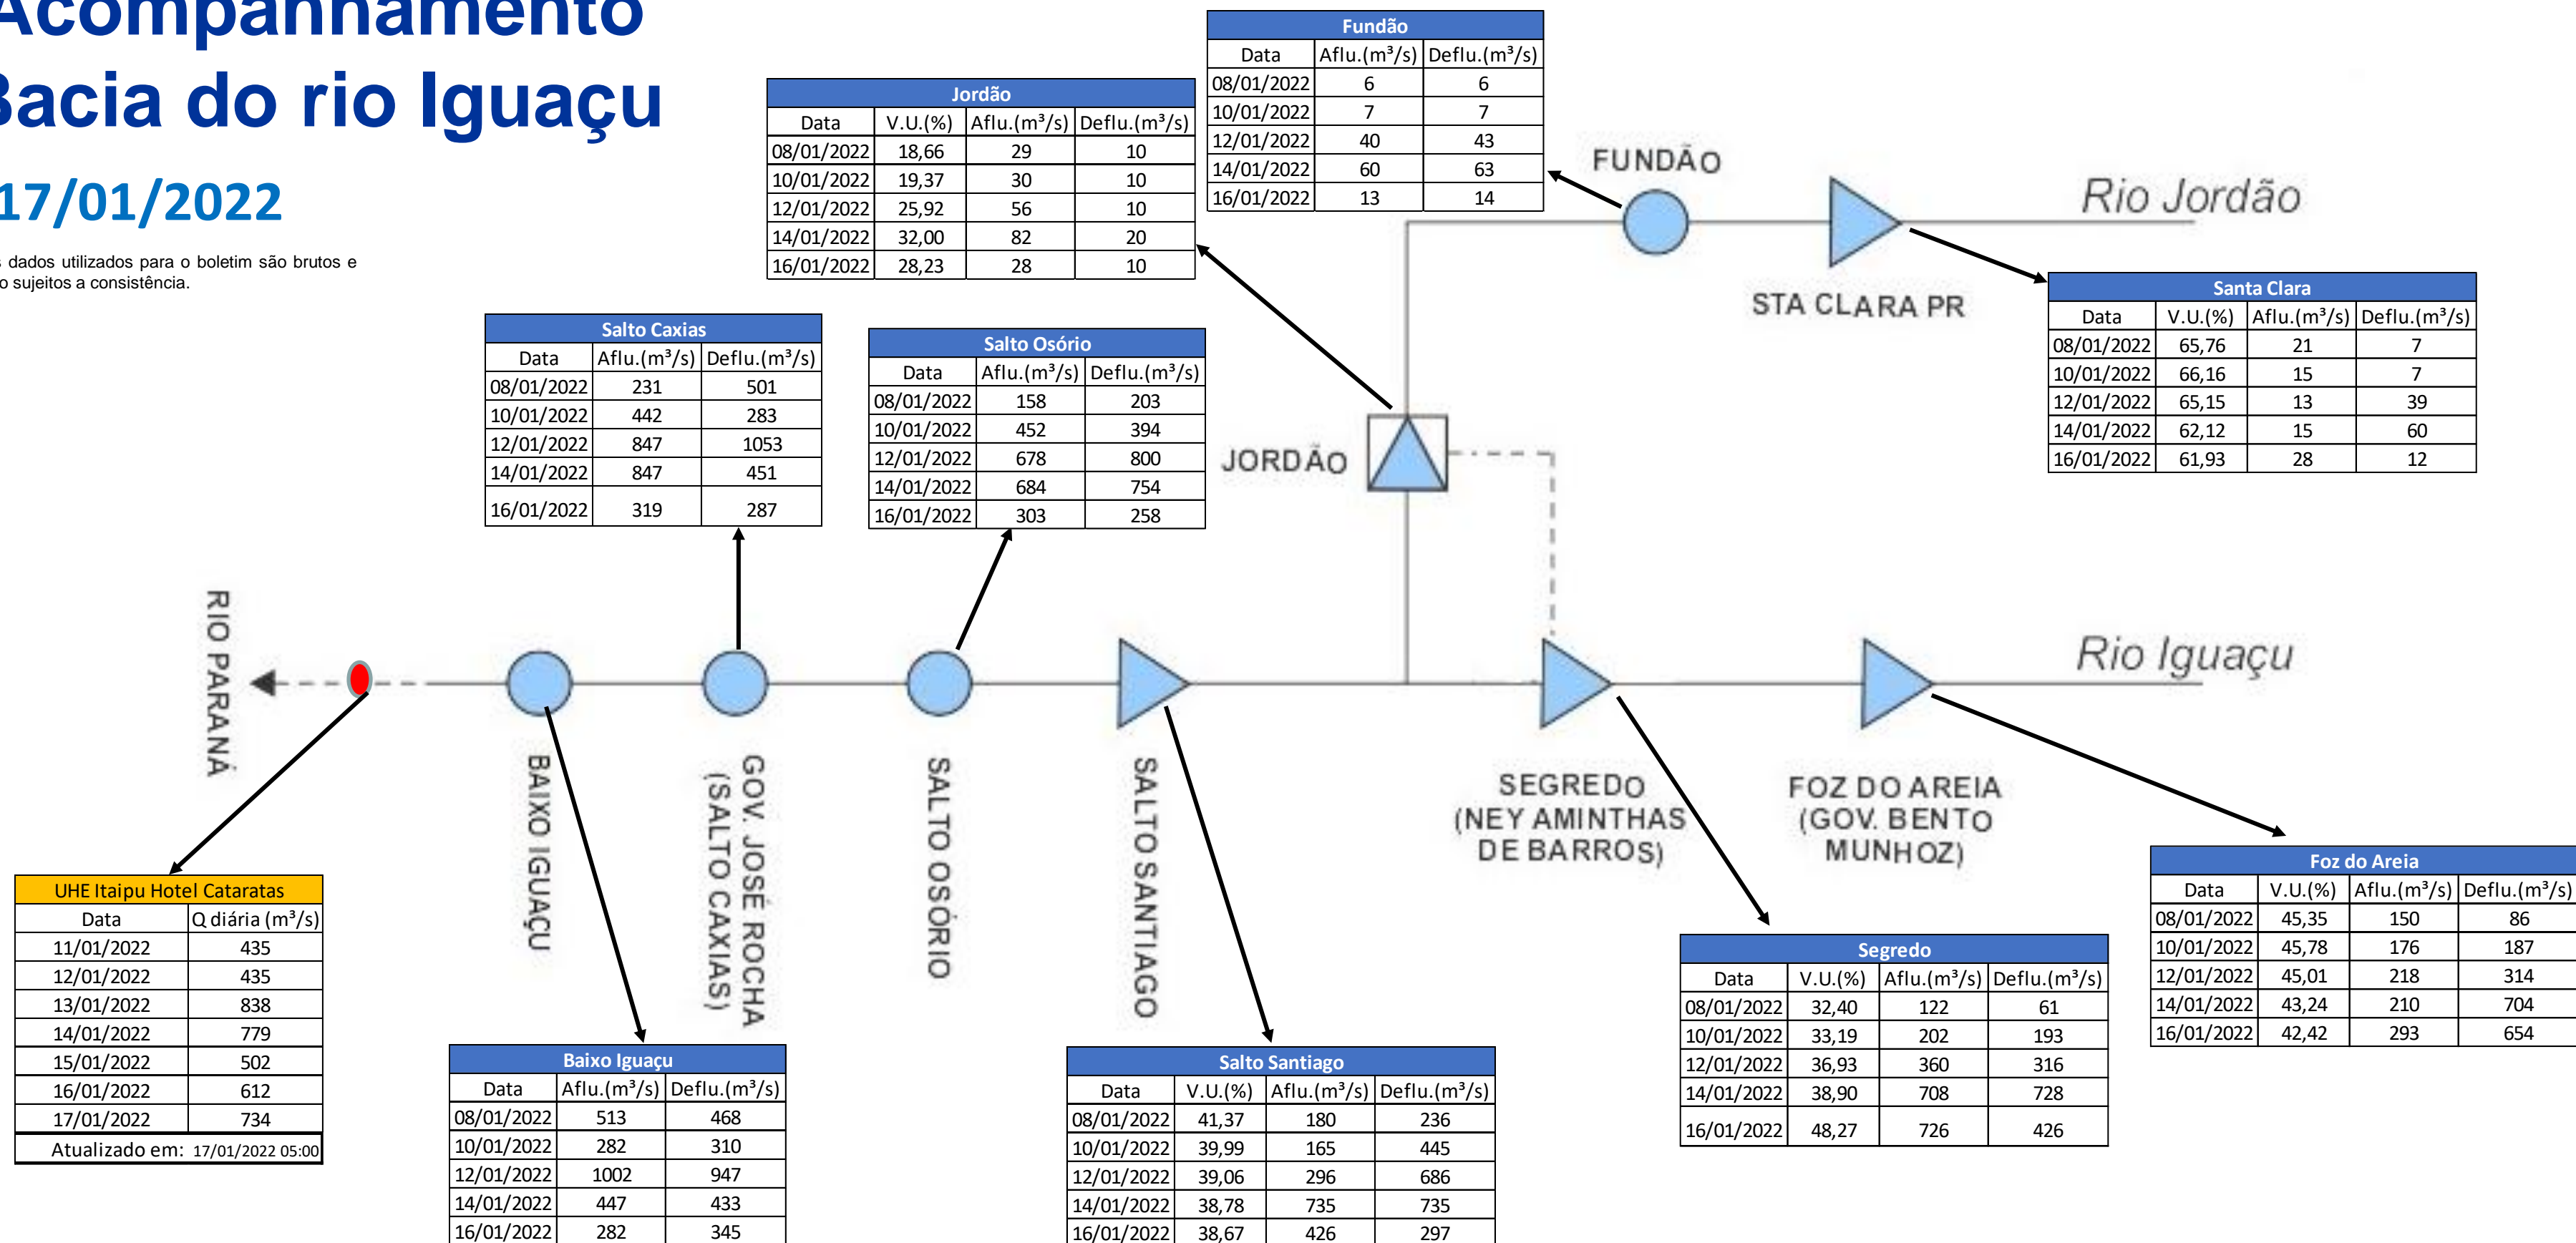 Acompanhamento
Bacia do rio Iguaçu
17/01/2022
dados utilizados para o boletim são brutos e
sujeitos a consistência.
Fundão
Data Aflu.(m³/s) Deflu.(m³/s)
08/01/2022 6 6
10/01/2022 7 7
12/01/2022 40 43
14/01/2022 60 63
16/01/2022 13 14
Jordão
Data V.U.(%) Aflu.(m³/s) Deflu.(m³/s)
08/01/2022 18,66 29 10
10/01/2022 19,37 30 10
12/01/2022 25,92 56 10
14/01/2022 32,00 82 20
16/01/2022 28,23 28 10
FUNDÃO
STA CLARA PR
Rio Jordão
Santa Clara
Data V.U.(%) Aflu.(m³/s) Deflu.(m³/s)
08/01/2022 65,76 21 7
10/01/2022 66,16 15 7
12/01/2022 65,15 13 39
14/01/2022 62,12 15 60
16/01/2022 61,93 28 12
Salto Caxias
Data Aflu.(m³/s) Deflu.(m³/s)
08/01/2022 231 501
10/01/2022 442 283
12/01/2022 847 1053
14/01/2022 847 451
16/01/2022 319 287
Salto Osório
Data Aflu.(m³/s) Deflu.(m³/s)
08/01/2022 158 203
10/01/2022 452 394
12/01/2022 678 800
14/01/2022 684 754
16/01/2022 303 258
JORDÃO
RIO PARANÁ
Rio Iguaçu
BAIXO IGUAÇU
GOV. JOSÉ ROCHA
(SALTO CAXIAS)
SALTO OSÓRIO
SALTO SANTIAGO
SEGREDO
(NEY AMINTHAS
DE BARROS)
FOZ DO AREIA
(GOV. BENTO
MUNHOZ)
UHE Itaipu Hotel Cataratas
Data Q diária (m³/s)
11/01/2022 435
12/01/2022 435
13/01/2022 838
14/01/2022 779
15/01/2022 502
16/01/2022 612
17/01/2022 734
Atualizado em: 17/01/2022 05:00
Baixo Iguaçu
Data Aflu.(m³/s) Deflu.(m³/s)
08/01/2022 513 468
10/01/2022 282 310
12/01/2022 1002 947
14/01/2022 447 433
16/01/2022 282 345
Salto Santiago
Data V.U.(%) Aflu.(m³/s) Deflu.(m³/s)
08/01/2022 41,37 180 236
10/01/2022 39,99 165 445
12/01/2022 39,06 296 686
14/01/2022 38,78 735 735
16/01/2022 38,67 426 297
Segredo
Data V.U.(%) Aflu.(m³/s) Deflu.(m³/s)
08/01/2022 32,40 122 61
10/01/2022 33,19 202 193
12/01/2022 36,93 360 316
14/01/2022 38,90 708 728
16/01/2022 48,27 726 426
Foz do Areia
Data V.U.(%) Aflu.(m³/s) Deflu.(m³/s)
08/01/2022 45,35 150 86
10/01/2022 45,78 176 187
12/01/2022 45,01 218 314
14/01/2022 43,24 210 704
16/01/2022 42,42 293 654